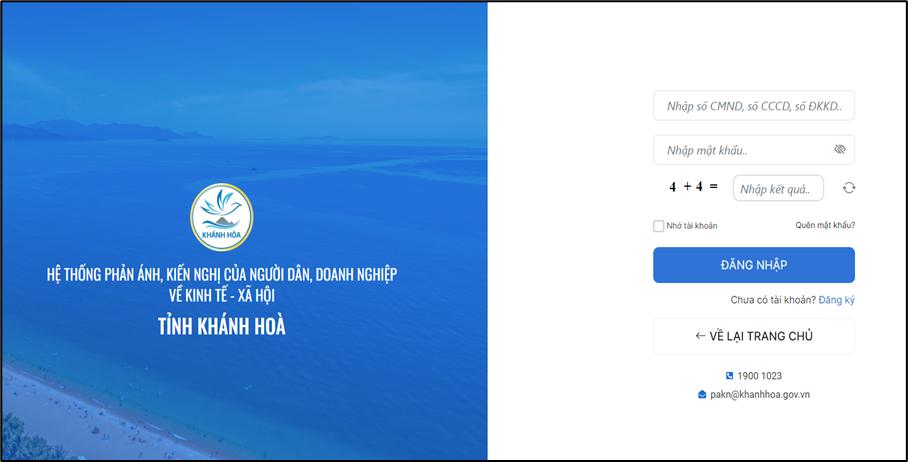 KHÁNH HÒA
HỆ THỐNG PHẢN ÁNH, KIẾN NGHỊ CỦA NGƯỜI DÂN, DOANH NGHIỆP
VỀ KINH TẾ - XÃ HỘI
TỈNH KHÁNH HOÀ
Nhập số CMND, số CCCD, số ĐKKD..
Nhập mật khẩu..
4 + 4 = Nhập kết quả..
Nhớ tài khoản Quên mật khẩu?
ĐĂNG NHẬP
Chưa có tài khoản? Đăng ký
← VỀ LẠI TRANG CHỦ
1900 1023
pakn@khanhhoa.gov.vn